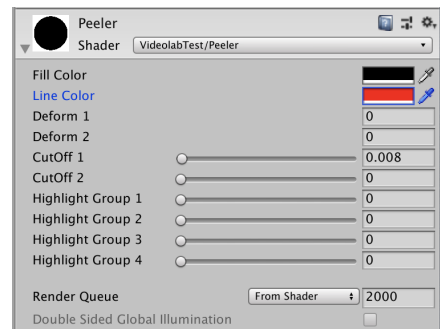 Peeler
Shader VideolabTest/Peeler
Fill Color
Line Color
Deform 1 0
Deform 2 0
CutOff 1 0.008
CutOff 2 0
Highlight Group 1 0
Highlight Group 2 0
Highlight Group 3 0
Highlight Group 4 0
Render Queue From Shader 2000
Double Sided Global Illumination